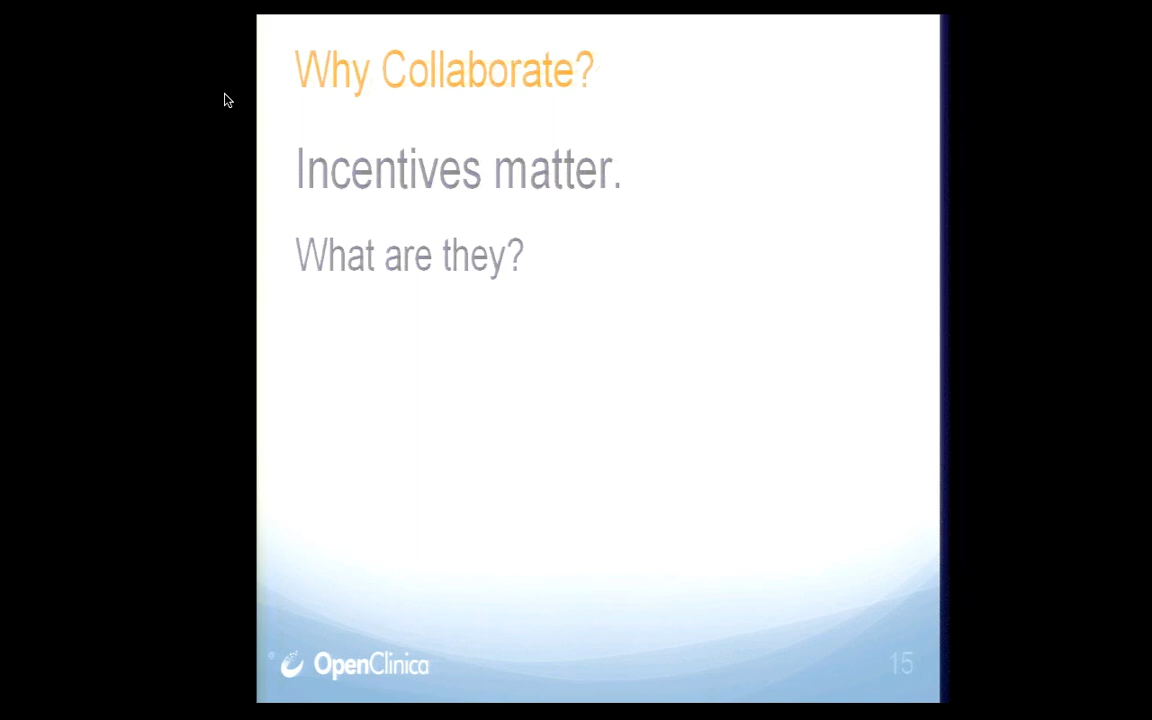 Why Collaborate?
Incentives matter.
What are they?
OpenClinica
15